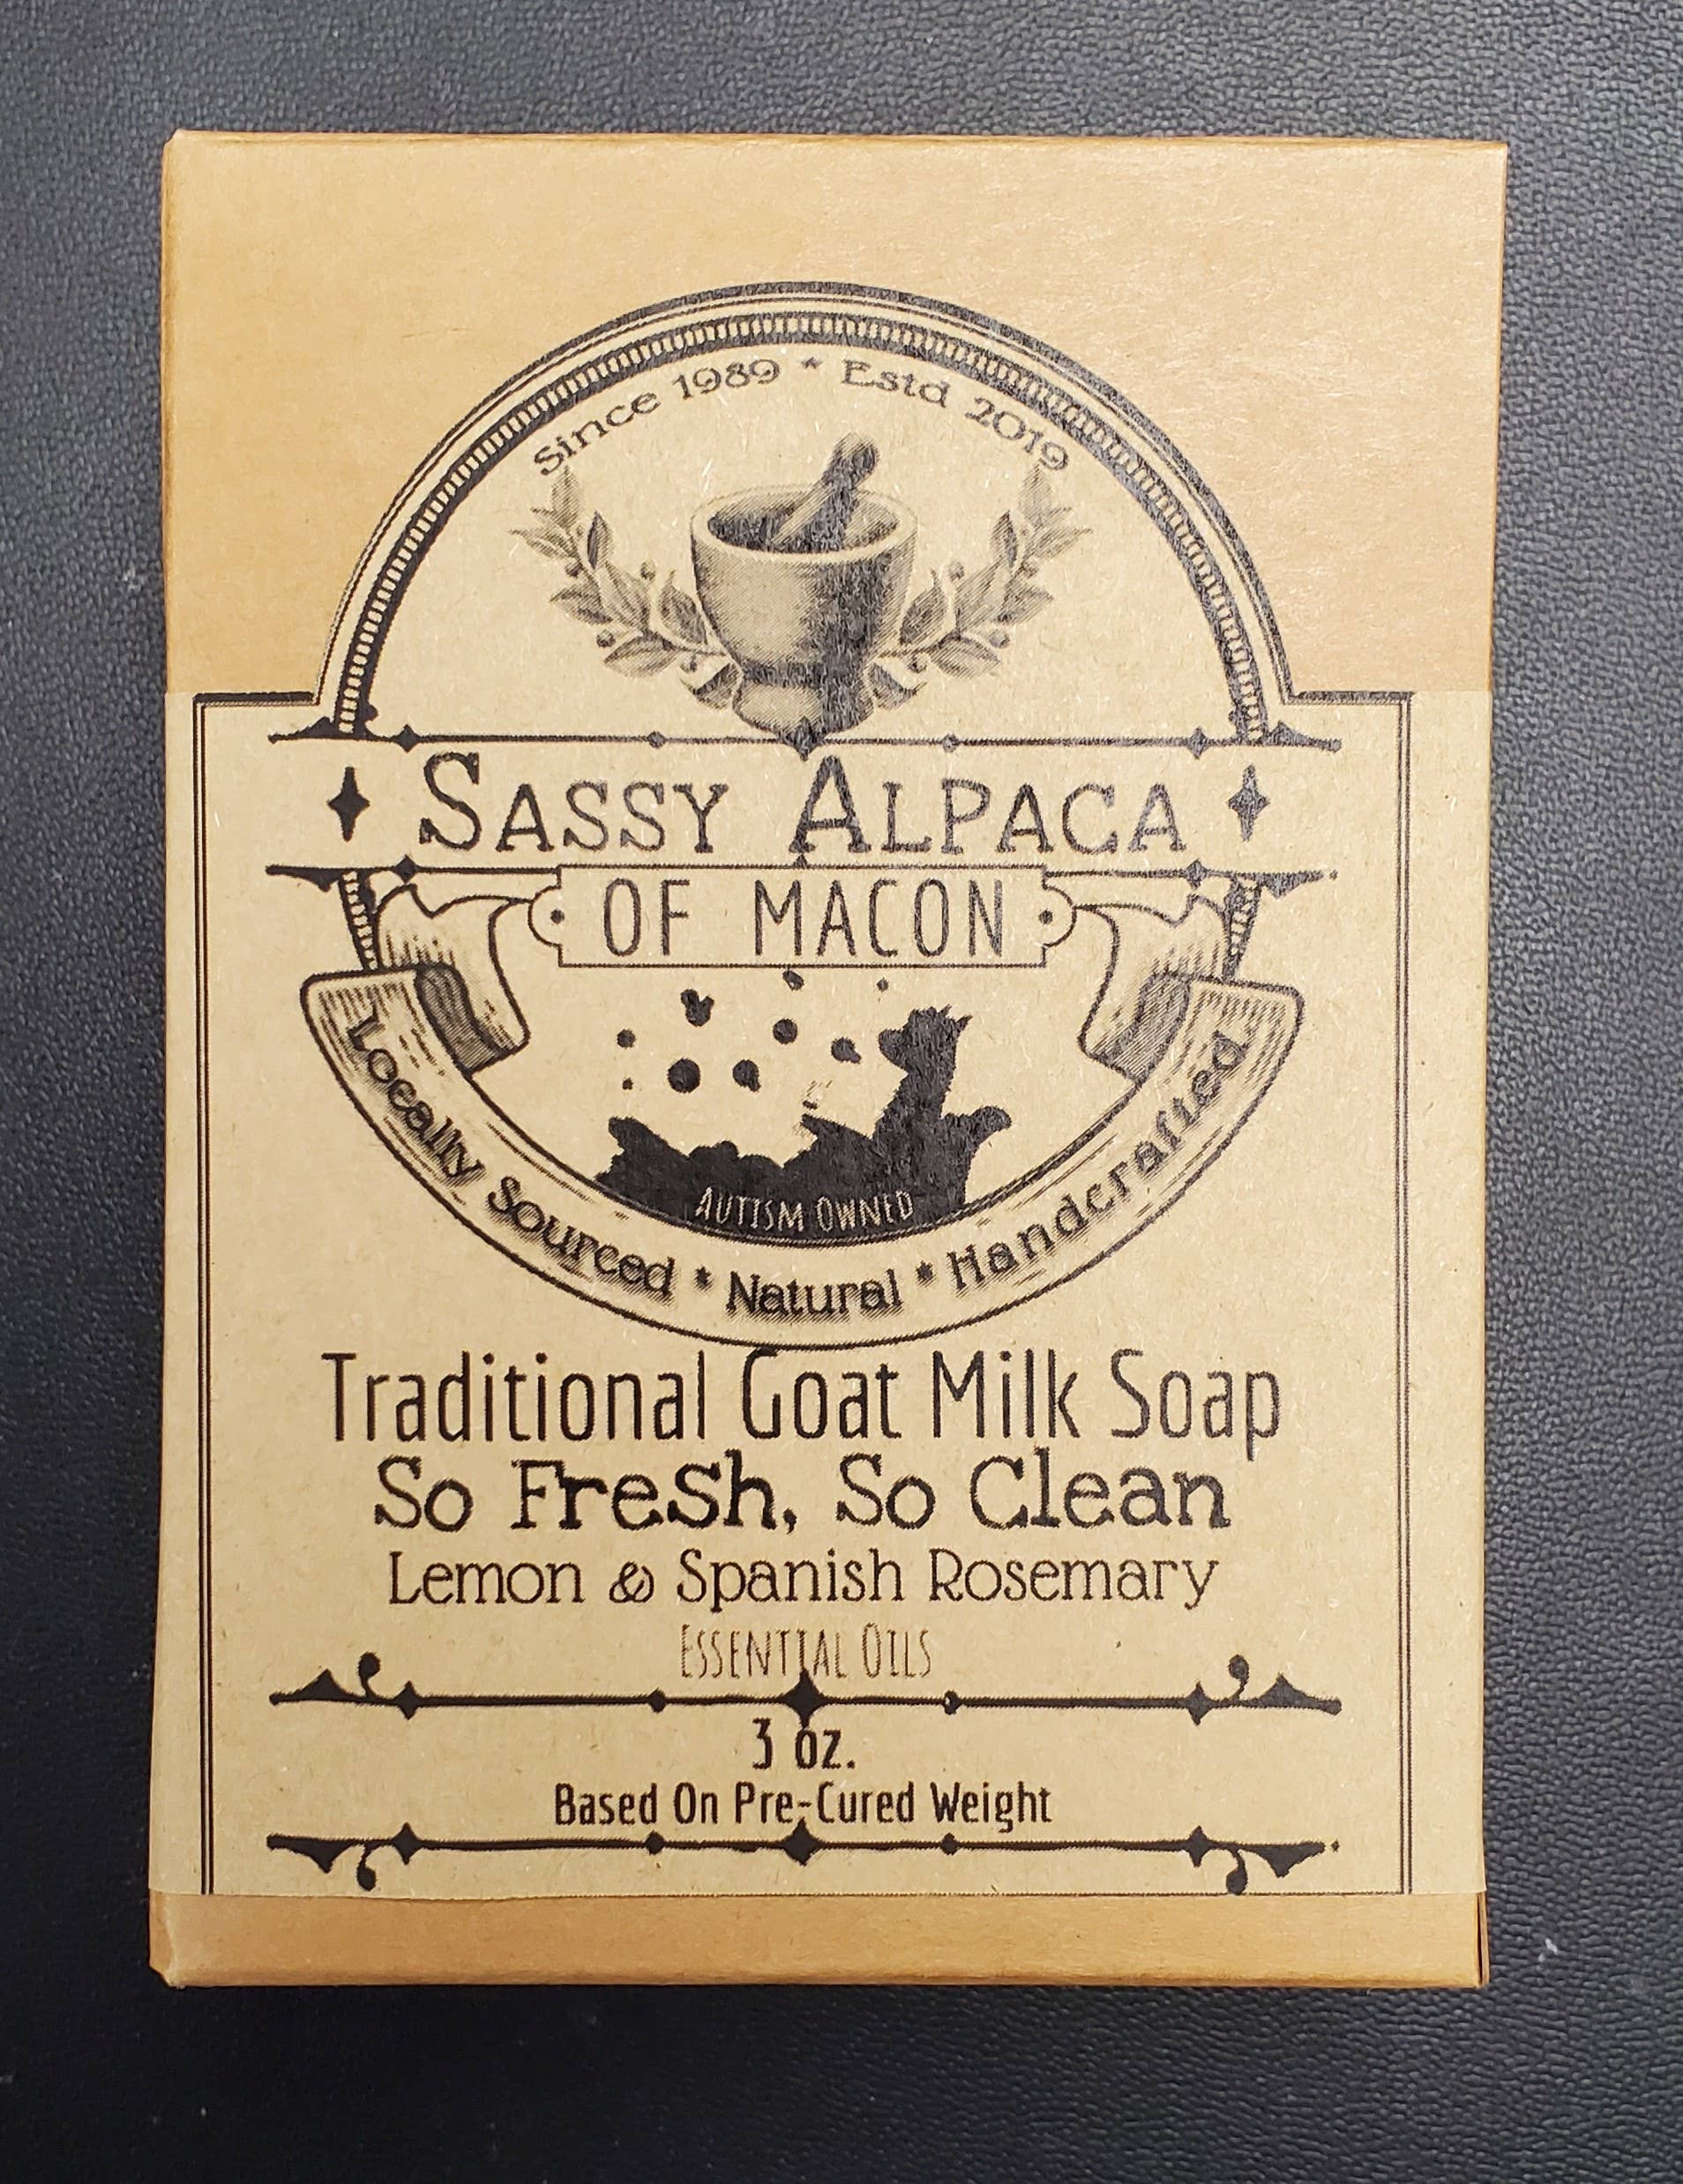 Since 1989 * Estd 2019
SASSY ALPACA
OF MACON
AUTISM OWNED
Locally Sourced * Natural * Handcrafted
Traditional Goat Milk Soap
So Fresh, So Clean
Lemon & Spanish Rosemary
ESSENTIAL OILS
3 oz.
Based On Pre-Cured Weight